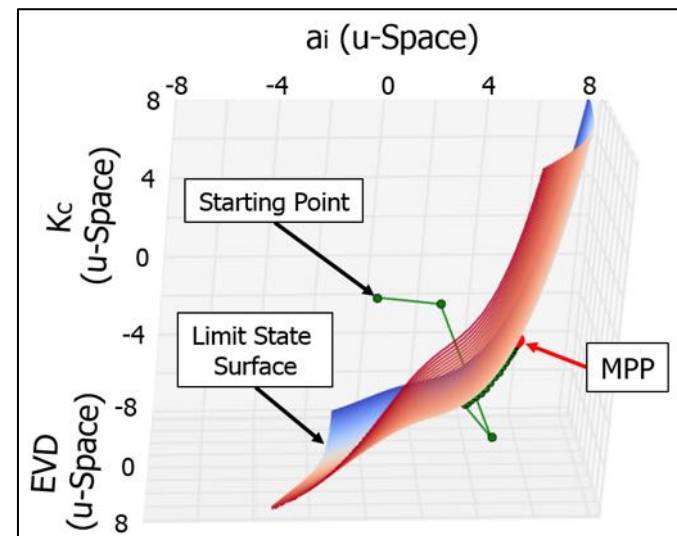 ai (u-Space)
-8 -4 0 4 8
8
4
0
-4
-8
0
8
Kc
(u-Space)
EVD
(u-Space)
Starting Point
Limit State
Surface
MPP